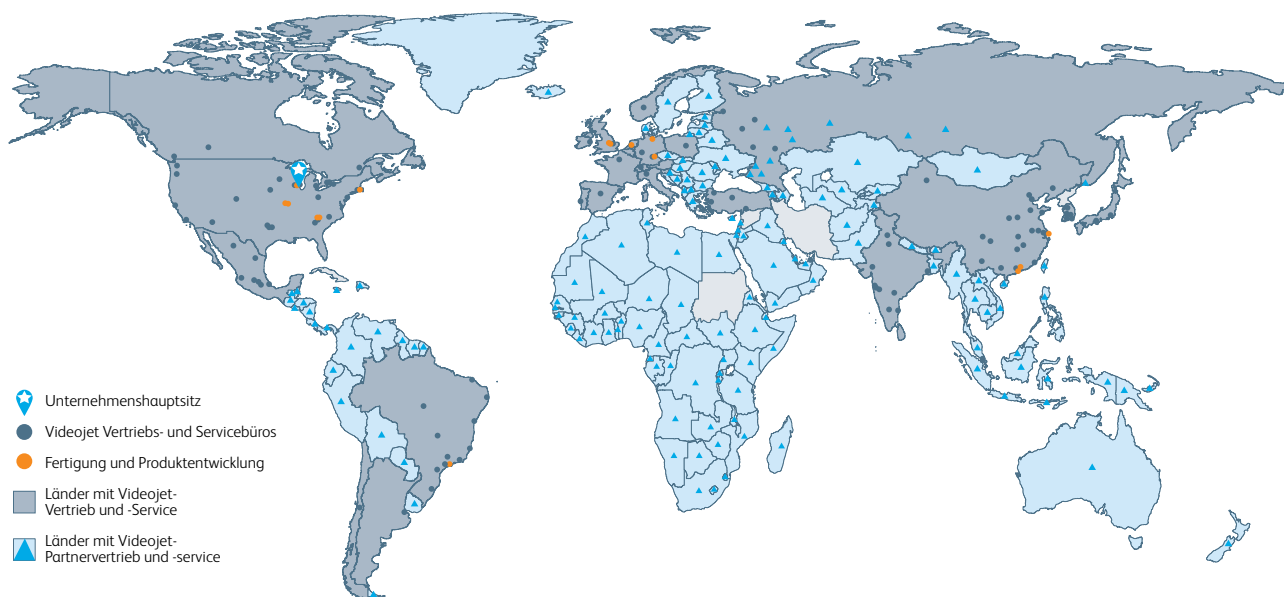 Unternehmenshauptsitz
Videojet Vertriebs- und Servicebüros
Fertigung und Produktentwicklung
Länder mit Videojet-
Vertrieb und -Service
Länder mit Videojet-
Partnervertrieb und -service